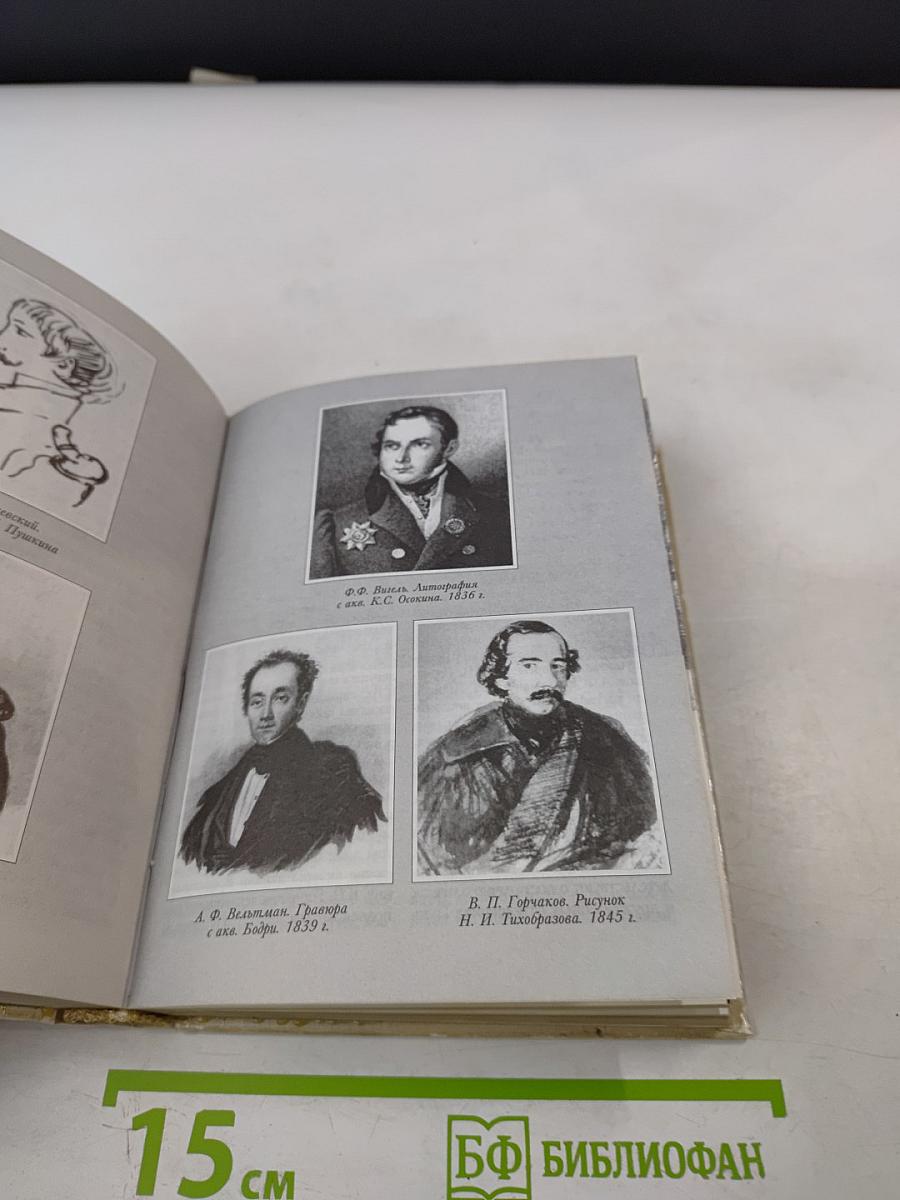 Пушкина
Ф.Ф. Вигель. Литография
с акв. К.С. Осокина. 1836 г.
А. Ф. Вельтман. Гравюра
с акв. Бодри. 1839 г.
В. П. Горчаков. Рисунок
Н. И. Тихобразова. 1845 г.
15 см
БФ БИБЛИОФАН